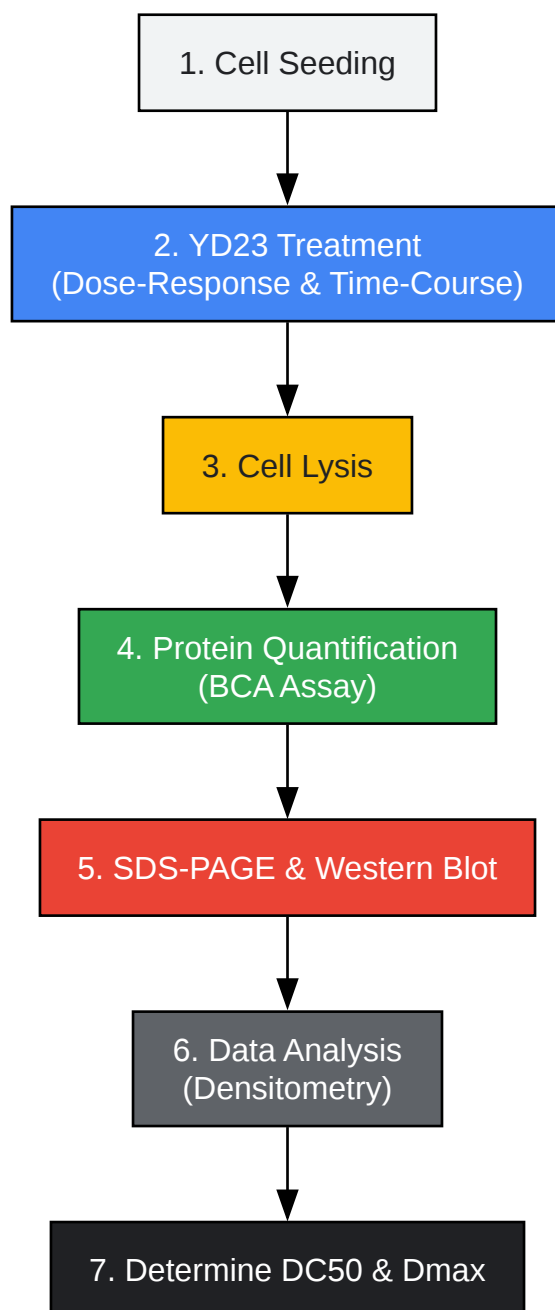 1. Cell Seeding
2. YD23 Treatment
(Dose-Response & Time-Course)
3. Cell Lysis
4. Protein Quantification
(BCA Assay)
5. SDS-PAGE & Western Blot
6. Data Analysis
(Densitometry)
7. Determine DC50 & Dmax